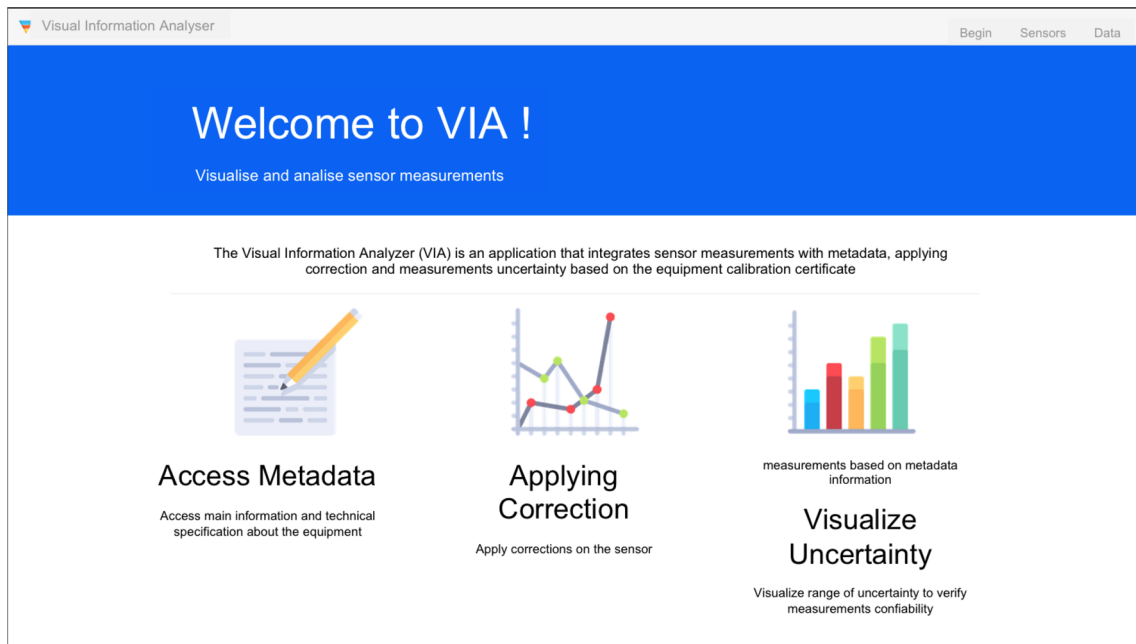 Visual Information Analyser
Begin
Sensors
Data
Welcome to VIA !
Visualise and analise sensor measurements
The Visual Information Analyzer (VIA) is an application that integrates sensor measurements with metadata, applying
correction and measurements uncertainty based on the equipment calibration certificate
Access Metadata
Access main information and technical
specification about the equipment
Applying
Correction
Apply corrections on the sensor
measurements based on metadata
information
Visualize
Uncertainty
Visualize range of uncertainty to verify
measurements confiability